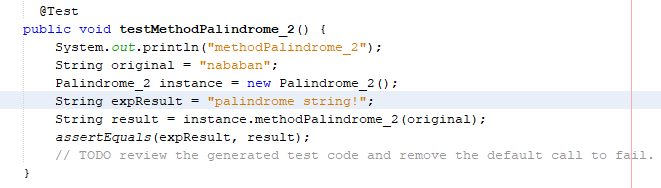 @Test
public void testMethodPalindrome_2() {
System.out.println("methodPalindrome_2");
String original = "nababan";
Palindrome_2 instance = new Palindrome_2();
String expResult = "palindrome string!";
String result = instance.methodPalindrome_2(original);
assertEquals(expResult, result);
// TODO review the generated test code and remove the default call to fail.
}